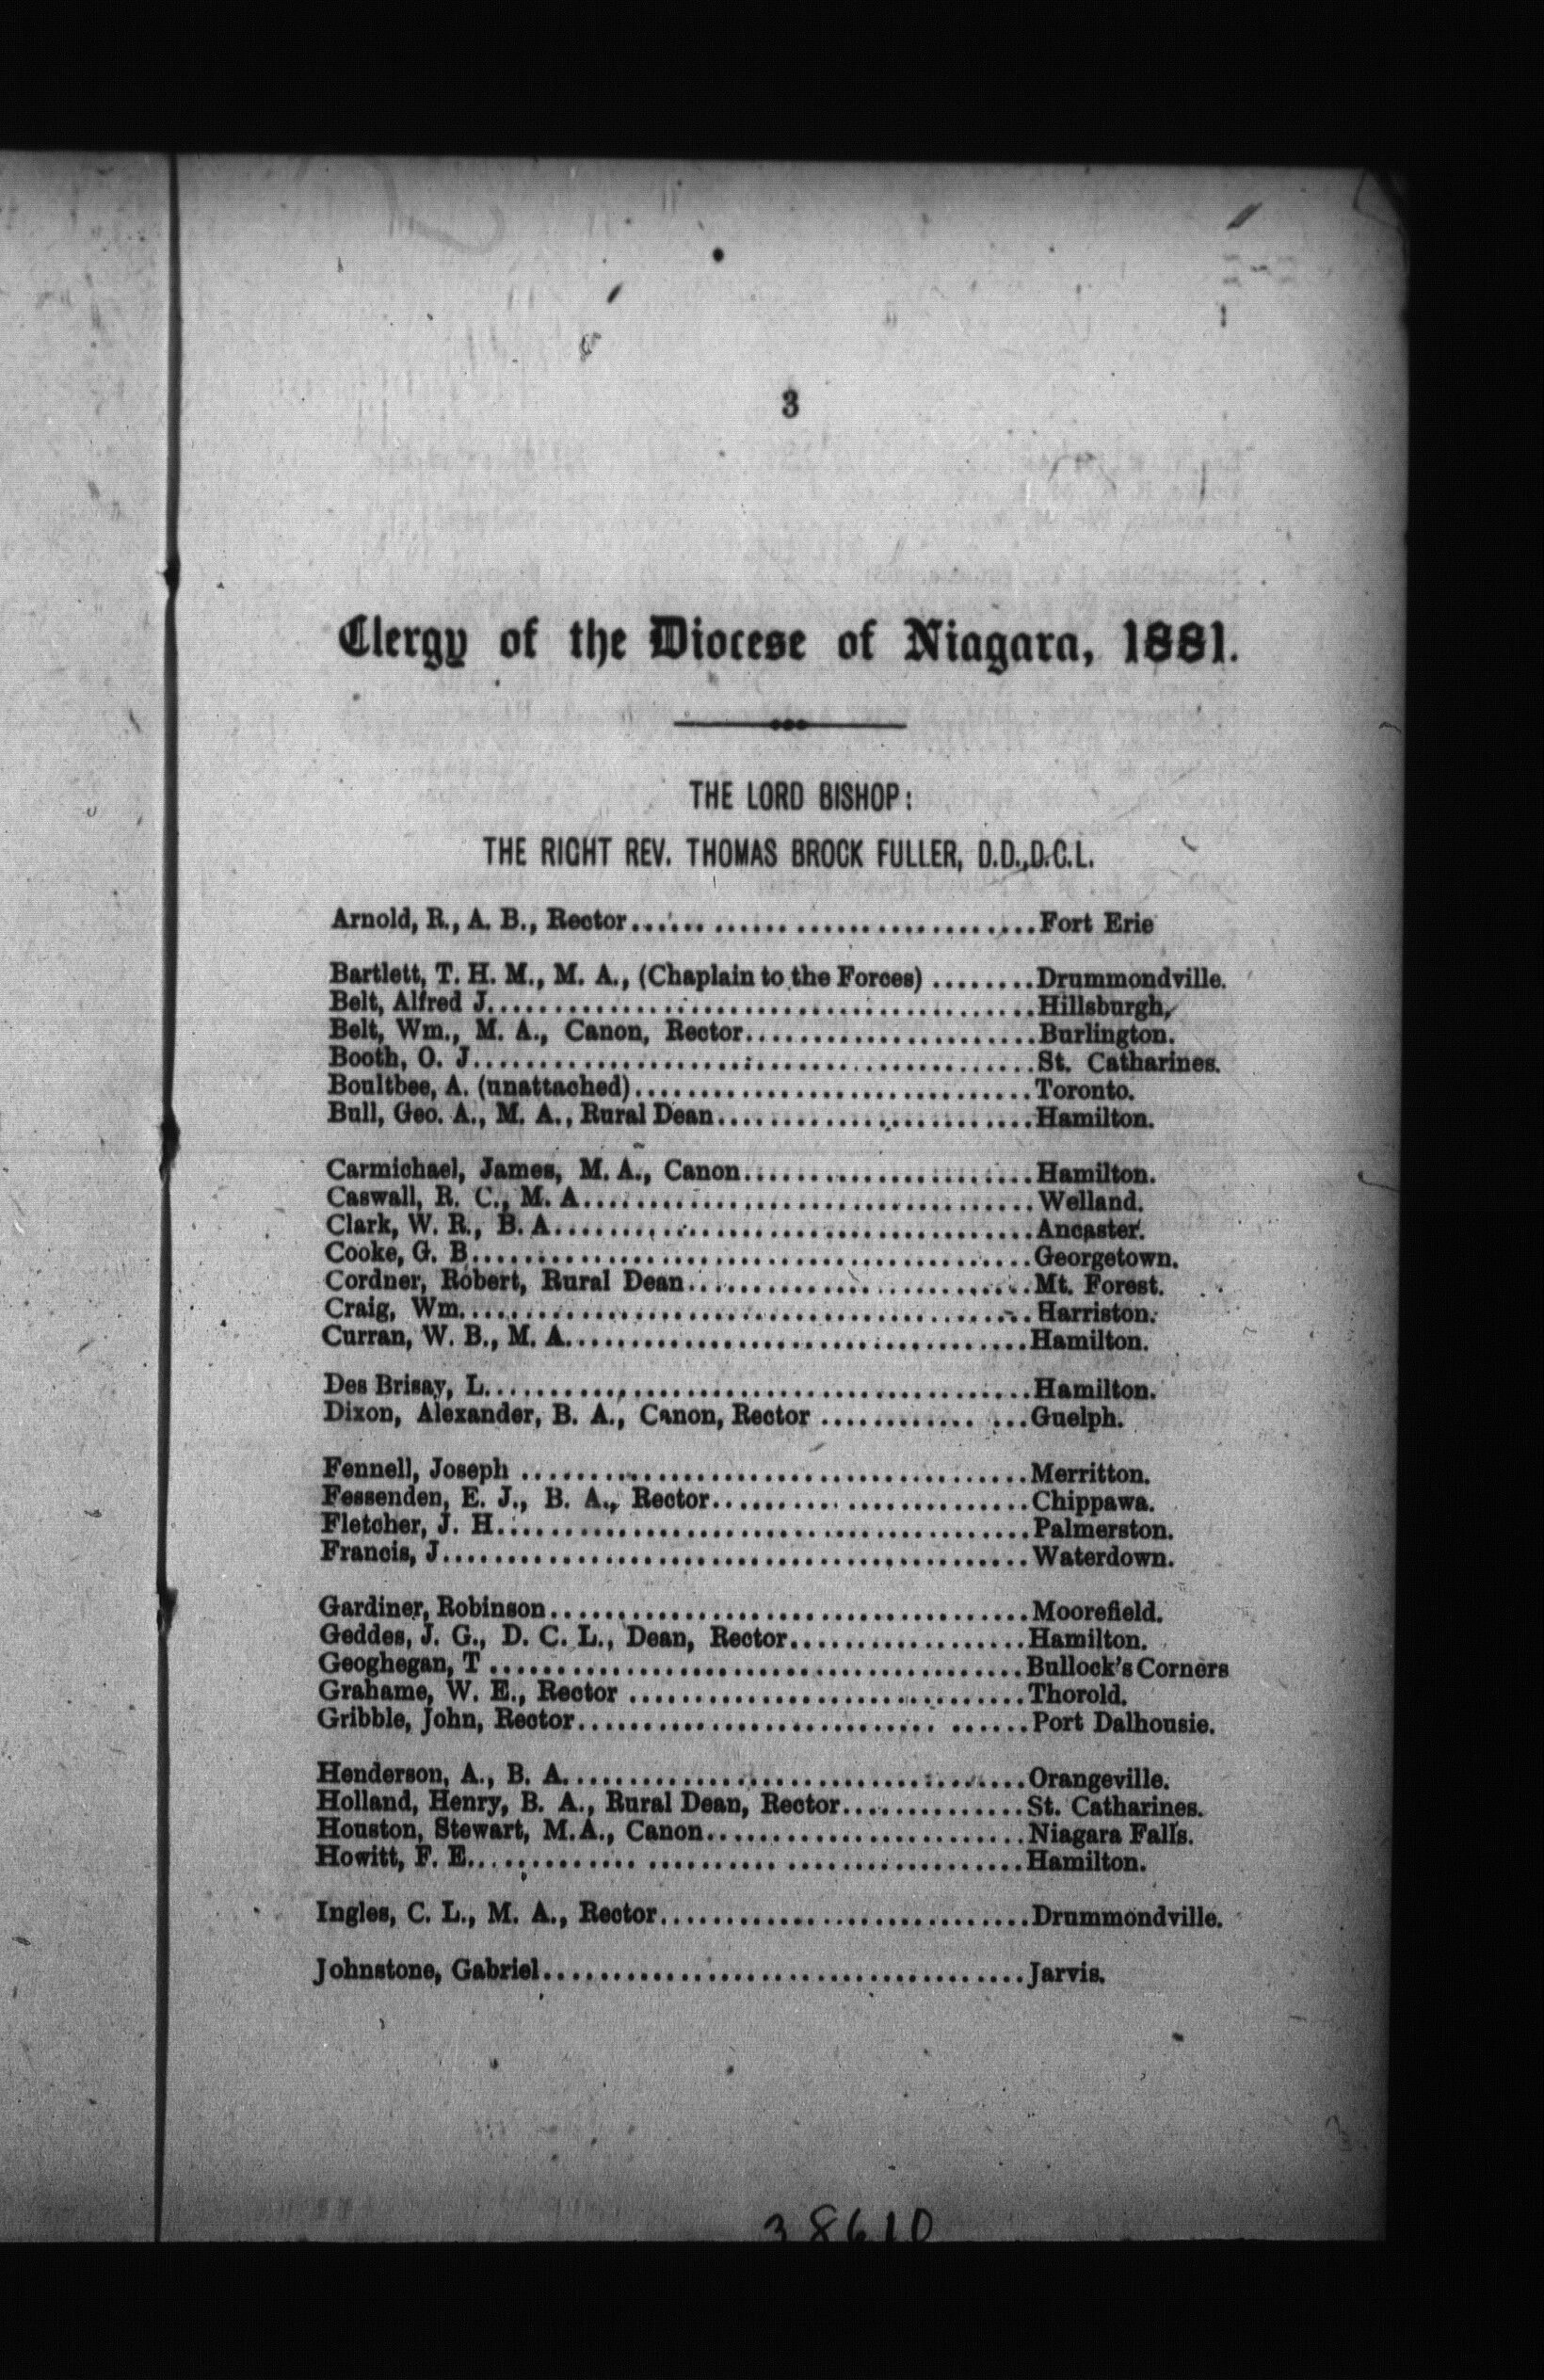 3
Clergy of the Diocese of Niagara, 1881.
THE LORD BISHOP:
THE RIGHT REV. THOMAS BROCK FULLER, D.D., D.C.L.
Arnold, R., A. B., Rector........................................Fort Erie
Bartlett, T. H. M., M. A., (Chaplain to the Forces) ........Drummondville.
Belt, Alfred J..........................................Hillsburgh,
Belt, Wm., M. A., Canon, Rector......................Burlington.
Booth, O. J...........................................St. Catharines.
Boultbee, A. (unattached)..............................Toronto.
Bull, Geo. A., M. A., Rural Dean........................Hamilton.
Carmichael, James, M. A., Canon......................Hamilton.
Caswall, R. C., M. A..................................Welland.
Clark, W. R., B. A....................................Ancaster.
Cooke, G. B..........................................Georgetown.
Cordner, Robert, Rural Dean..........................Mt. Forest.
Craig, Wm...........................................Harriston.
Curran, W. B., M. A...................................Hamilton.
Des Brisay, L.........................................Hamilton.
Dixon, Alexander, B. A., Canon, Rector ............ ...Guelph.
Fennell, Joseph ......................................Merritton.
Fessenden, E. J., B. A., Rector........................Chippawa.
Fletcher, J. H........................................Palmerston.
Francis, J............................................Waterdown.
Gardiner, Robinson....................................Moorefield.
Geddes, J. G., D. C. L., Dean, Rector..................Hamilton.
Geoghegan, T ........................................Bullock's Corners
Grahame, W. E., Rector ..............................Thorold.
Gribble, John, Rector........................... ......Port Dalhousie.
Henderson, A., B. A...................................Orangeville.
Holland, Henry, B. A., Rural Dean, Rector..............St. Catharines.
Houston, Stewart, M.A., Canon........................Niagara Falls.
Howitt, F. E............. .......... ..................Hamilton.
Ingles, C. L., M. A., Rector............................Drummondville.
Johnstone, Gabriel....................................Jarvis.
38610